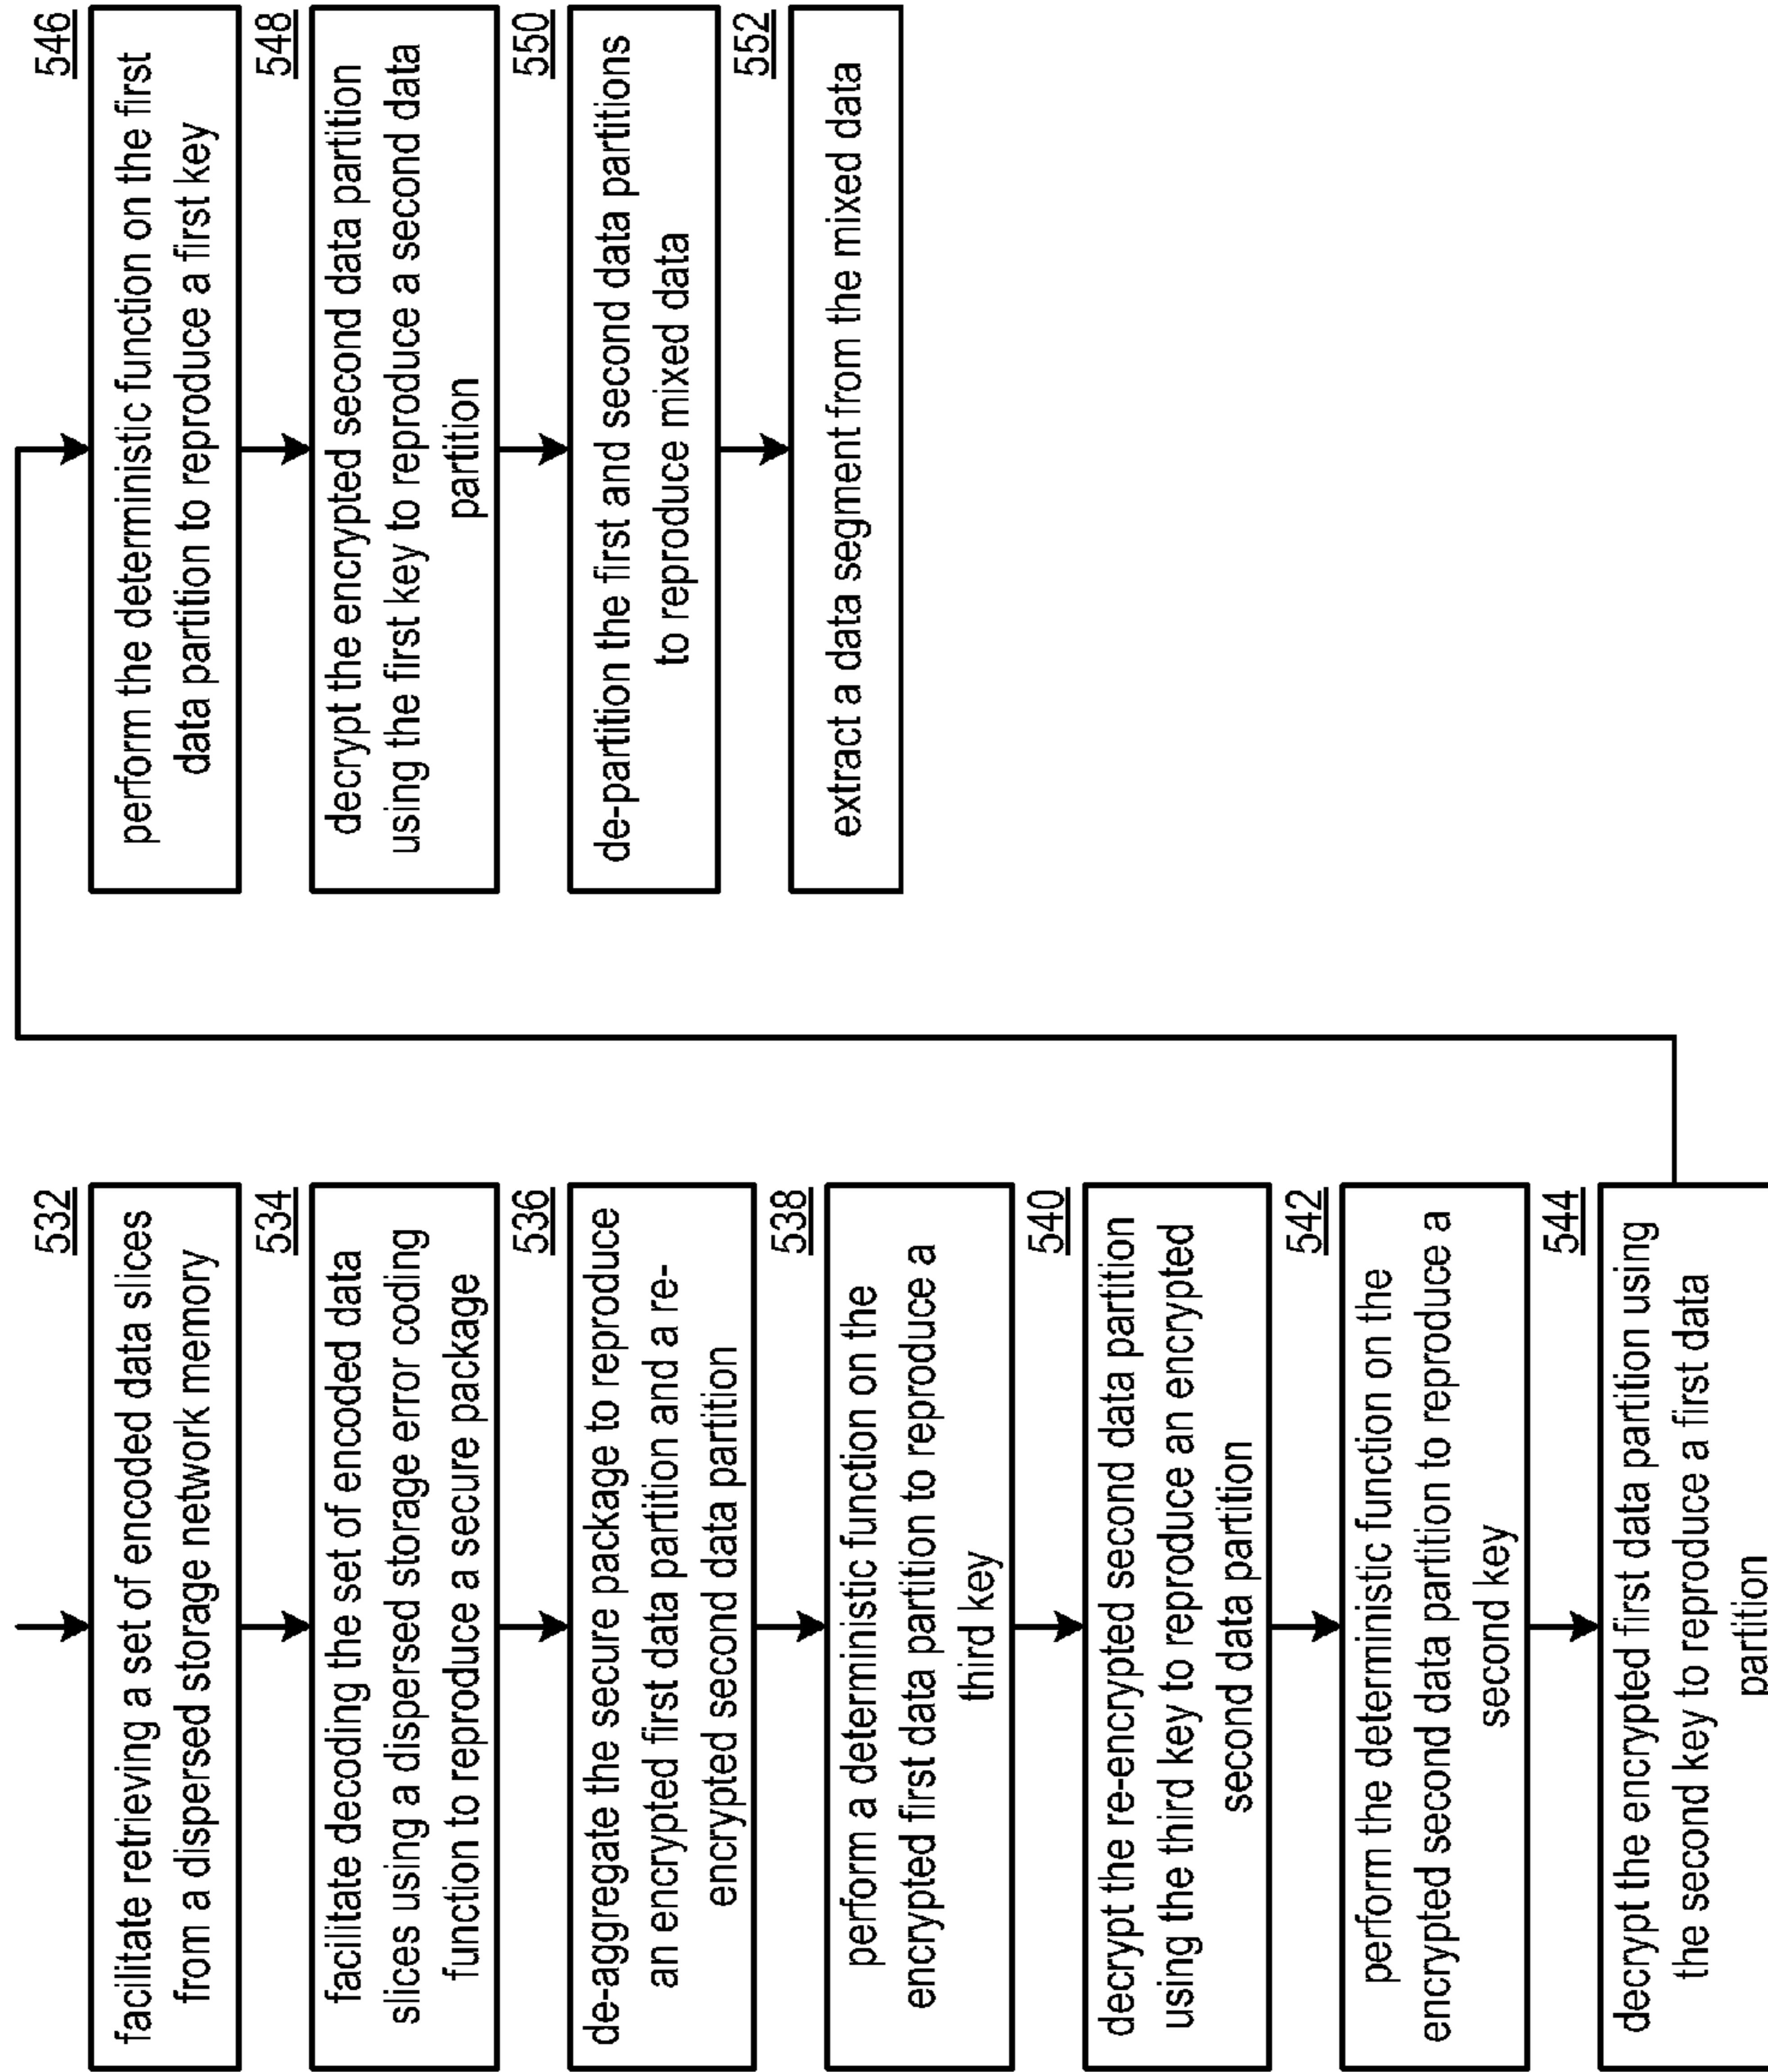 532
facilitate retrieving a set of encoded data slices
from a dispersed storage network memory
534
facilitate decoding the set of encoded data
slices using a dispersed storage error coding
function to reproduce a secure package
536
de-aggregate the secure package to reproduce
an encrypted first data partition and a re-
encrypted second data partition
538
perform a deterministic function on the
encrypted first data partition to reproduce a
third key
540
decrypt the re-encrypted second data partition
using the third key to reproduce an encrypted
second data partition
542
perform the deterministic function on the
encrypted second data partition to reproduce a
second key
544
decrypt the encrypted first data partition using
the second key to reproduce a first data
partition
546
perform the deterministic function on the first
data partition to reproduce a first key
548
decrypt the encrypted second data partition
using the first key to reproduce a second data
partition
550
de-partition the first and second data partitions
to reproduce mixed data
552
extract a data segment from the mixed data